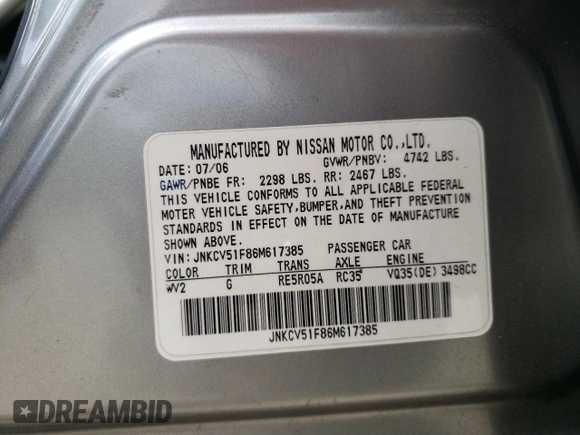 MANUFACTURED BY NISSAN MOTOR CO.,LTD.
DATE: 07/06 GVWR/PNBV: 4742 LBS.
GAWR/PNBE FR: 2298 LBS. RR: 2467 LBS.
THIS VEHICLE CONFORMS TO ALL APPLICABLE FEDERAL
MOTOR VEHICLE SAFETY,BUMPER,AND THEFT PREVENTION
STANDARDS IN EFFECT ON THE DATE OF MANUFACTURE
SHOWN ABOVE.
VIN: JNKCV51F86M617385 PASSENGER CAR
COLOR TRIM TRANS AXLE ENGINE
WV2 G RE5R05A RC35 VQ35(DE) 3498CC
JNKCV51F86M617385
DREAMBID